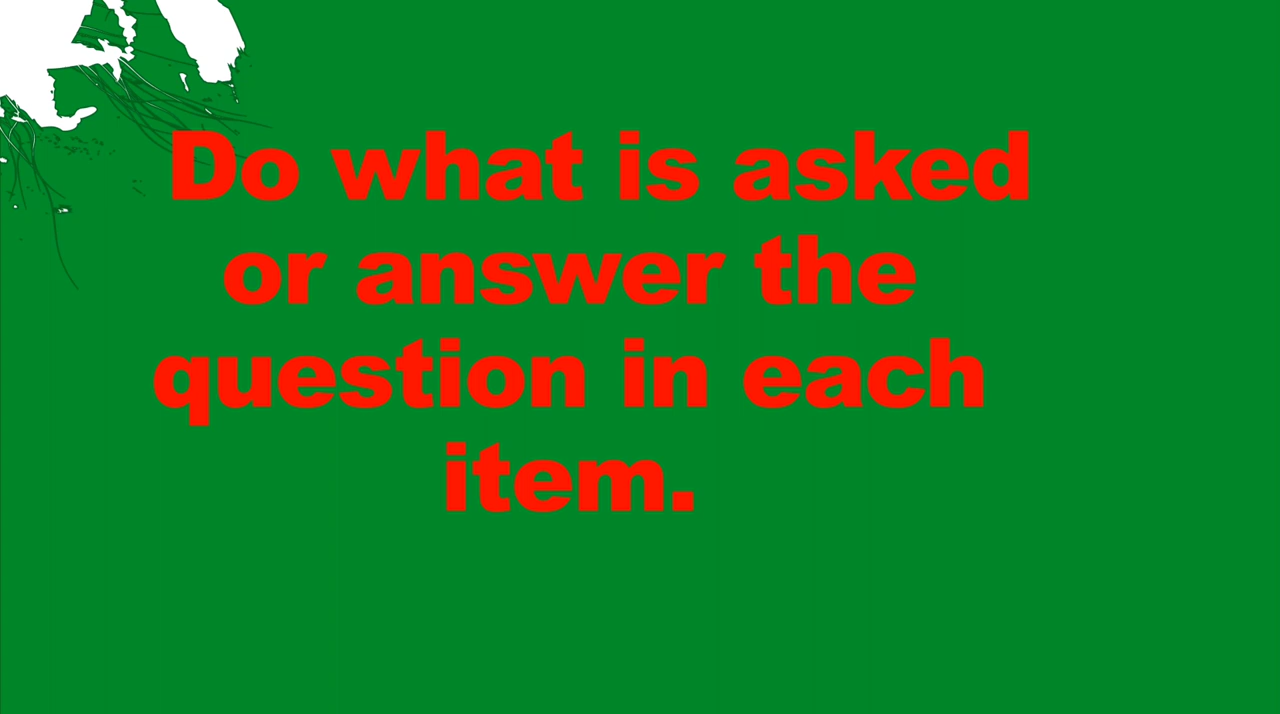 Do what is asked
or answer the
question in each
item.